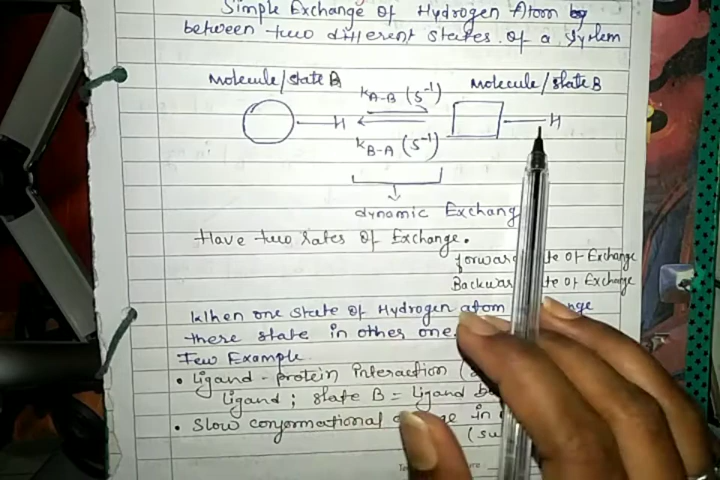 Simple Exchange of Hydrogen Atom
between two different states of a system
Molecule/state A
Molecule/state B
kA-B (s⁻¹)
H
H
kB-A (s⁻¹)
dynamic Exchang
Have two rates of Exchange.
forwar te of Exchange
Backwar te of Exchange
When one state of Hydrogen atom nge
there state in other one
Few Example
• Ligand-protein interaction (
Ligand; state B = Ligand b
• Slow conformational ge in
(su